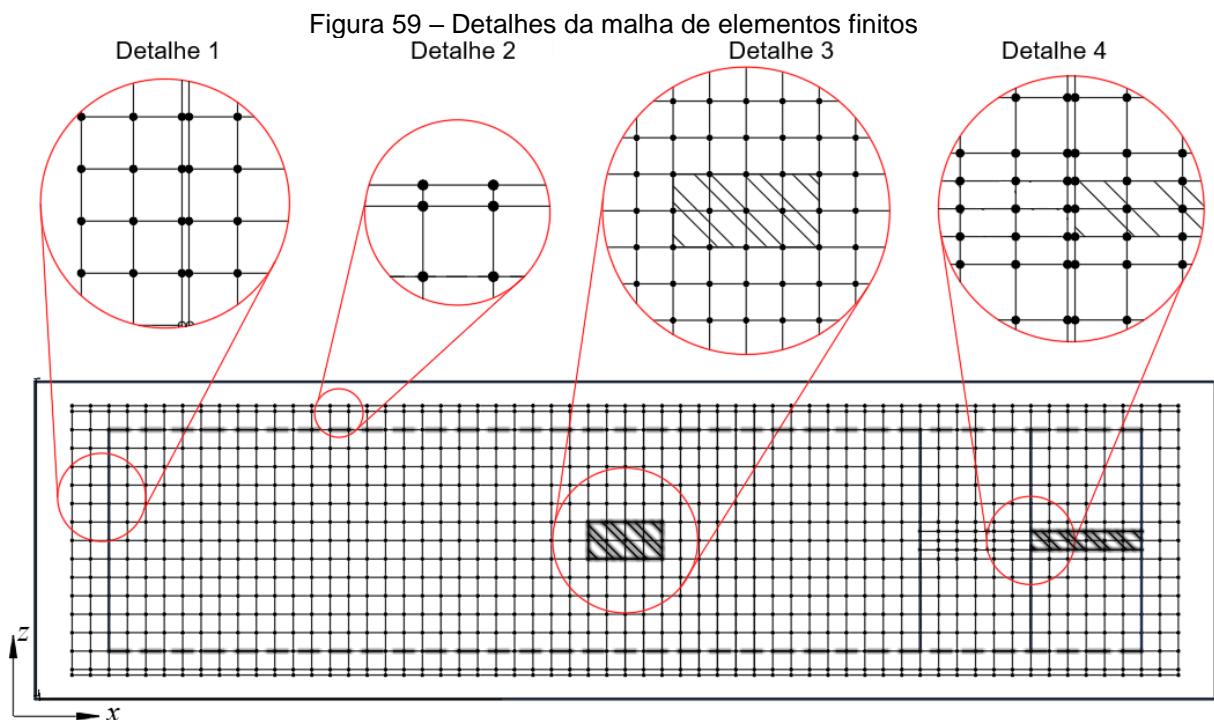 Figura 59 – Detalhes da malha de elementos finitos
Detalhe 1
Detalhe 2
Detalhe 3
Detalhe 4
z
x